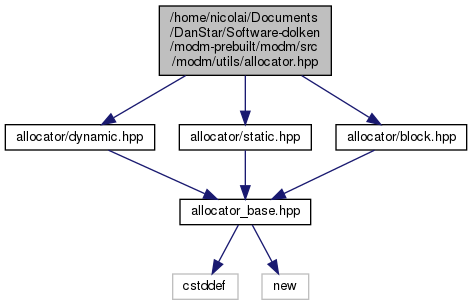 /home/nicolai/Documents
/DanStar/Software-dolken
/modm-prebuilt/modm/src
/modm/utils/allocator.hpp
allocator/dynamic.hpp
allocator/static.hpp
allocator/block.hpp
allocator_base.hpp
cstddef
new